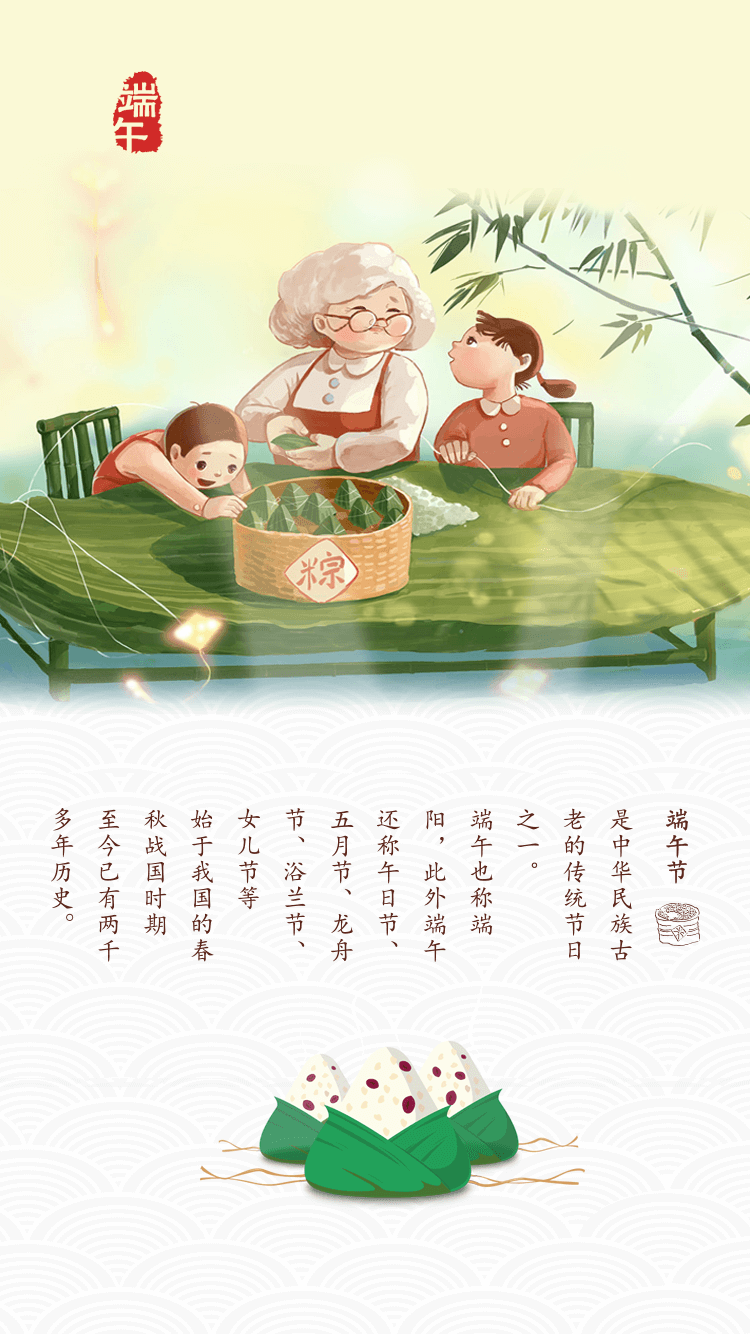 端
午
粽
端午节
是中华民族古
老的传统节日
之一。
端午也称端
阳，此外端午
还称午日节、
五月节、龙舟
节、浴兰节、
女儿节等
始于我国的春
秋战国时期
至今已有两千
多年历史。